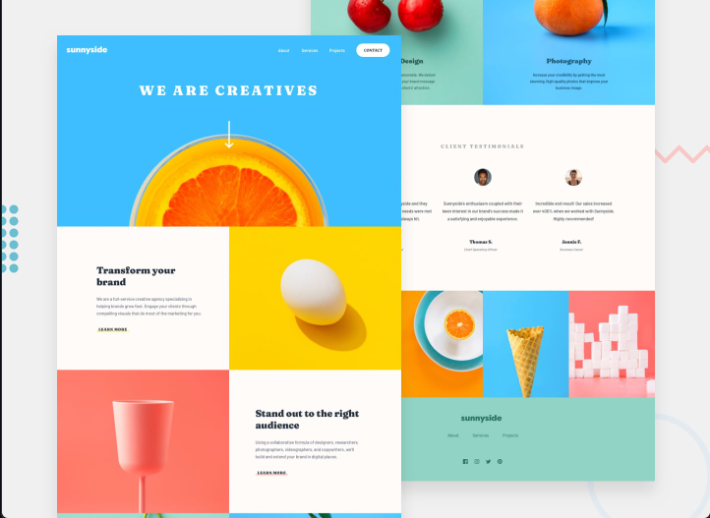 sunnyside
About Services Projects CONTACT
WE ARE CREATIVES
Transform your
brand
We are a full-service creative agency specializing in
helping brands grow fast. Engage your clients through
compelling visuals that do most of the marketing for you.
LEARN MORE
Stand out to the right
audience
Using a collaborative formula of designers, researchers,
photographers, videographers, and copywriters, we'll
build and extend your brand in digital places.
LEARN MORE
Design
Photography
Increase your credibility by getting the most
stunning, high-quality photos that improve your
business image.
CLIENT TESTIMONIALS
Sunnyside's enthusiasm coupled with their
keen interest in our brand's success made it
a satisfying and enjoyable experience.
Thomas S.
Chief Operating Officer
Incredible end result! Our sales increased
over 400% when we worked with Sunnyside.
Highly recommended!
Jennie F.
Business Owner
sunnyside
About Services Projects